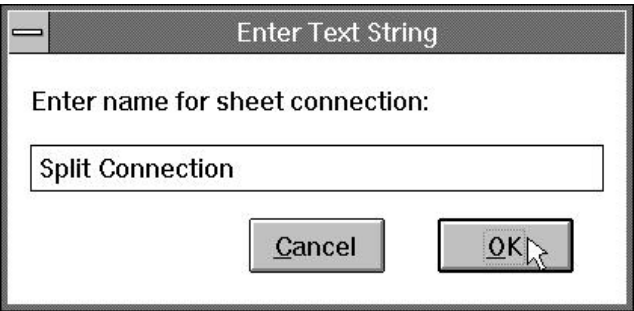 Enter Text String
Enter name for sheet connection:
Split Connection
Cancel OK